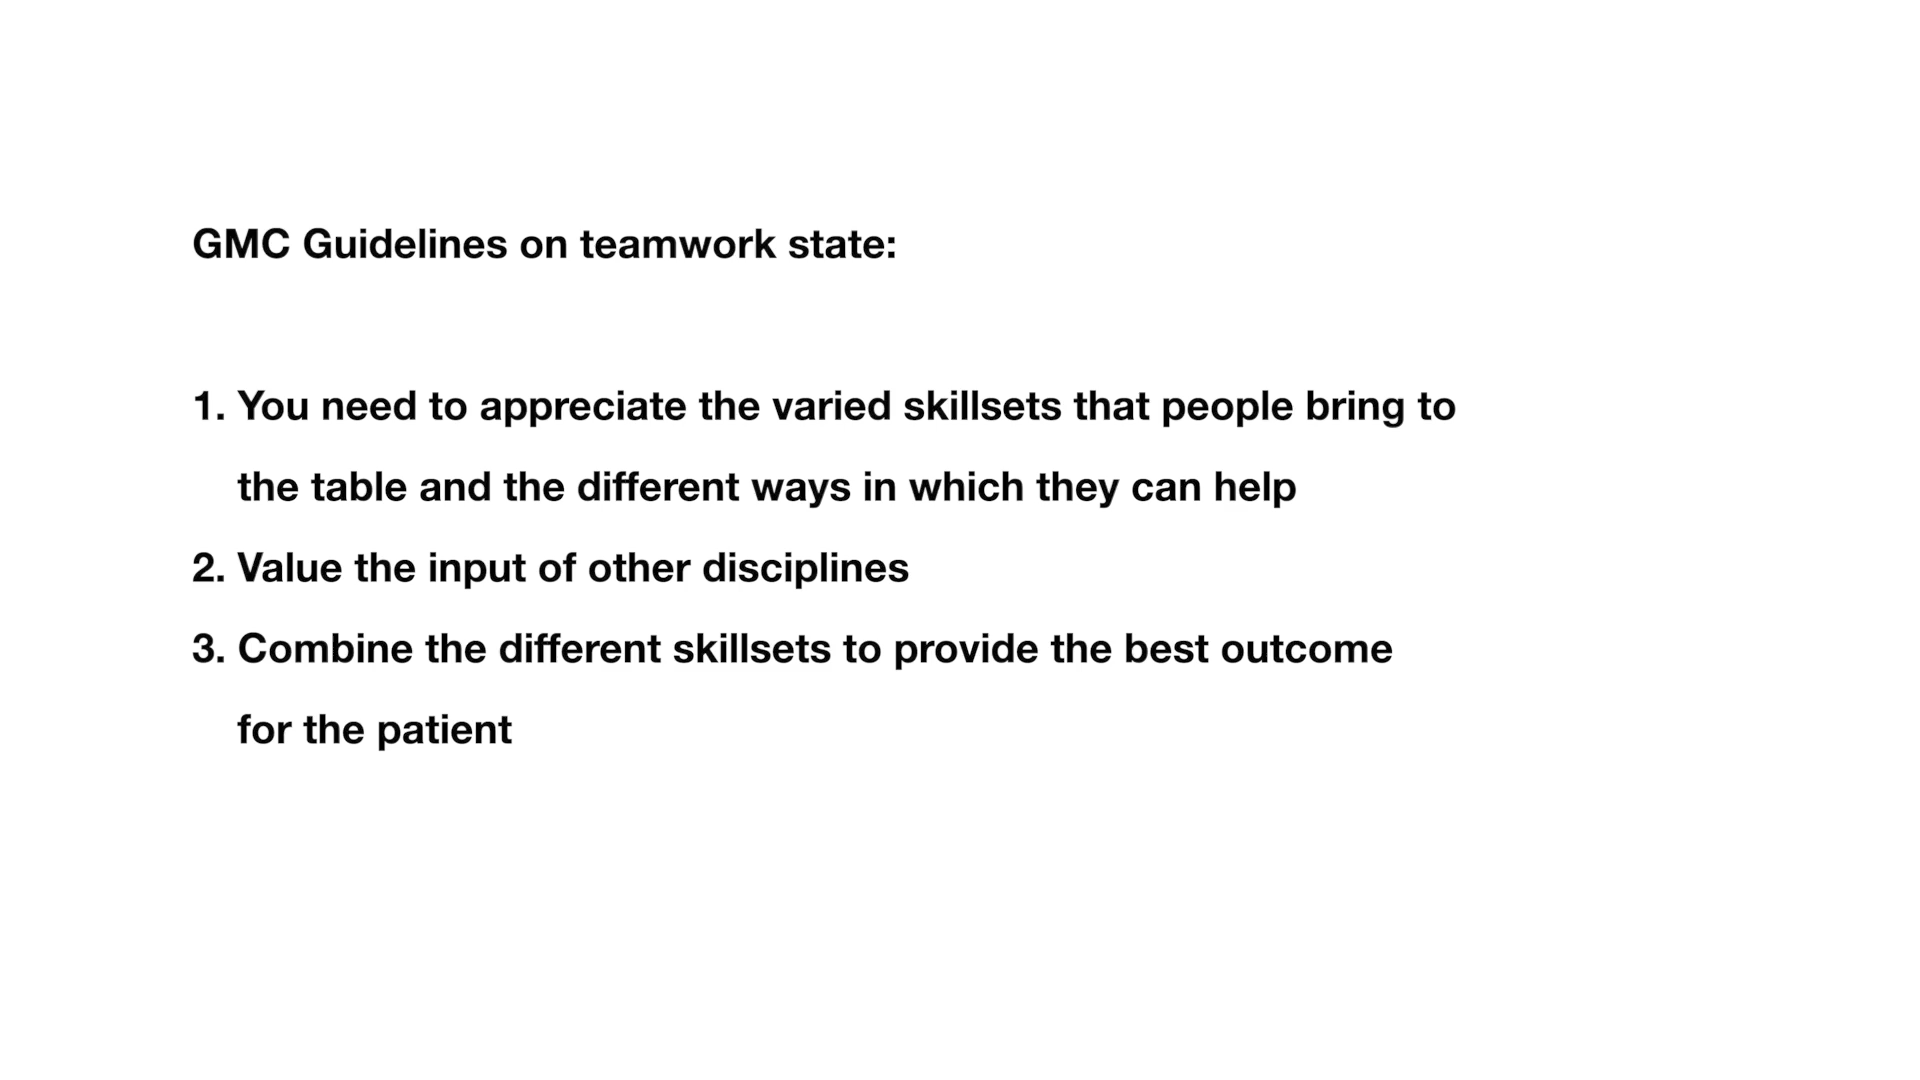 GMC Guidelines on teamwork state:
1. You need to appreciate the varied skillsets that people bring to
the table and the different ways in which they can help
2. Value the input of other disciplines
3. Combine the different skillsets to provide the best outcome
for the patient